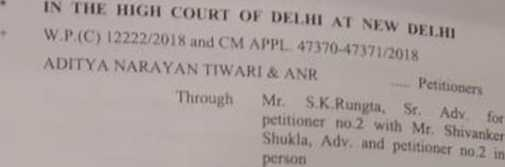 * IN THE HIGH COURT OF DELHI AT NEW DELHI
+ W.P.(C) 12222/2018 and CM APPL. 47370-47371/2018
ADITYA NARAYAN TIWARI & ANR
..... Petitioners
Through Mr. S.K.Rungta, Sr. Adv. for
petitioner no.2 with Mr. Shivanker
Shukla, Adv. and petitioner no.2 in
person